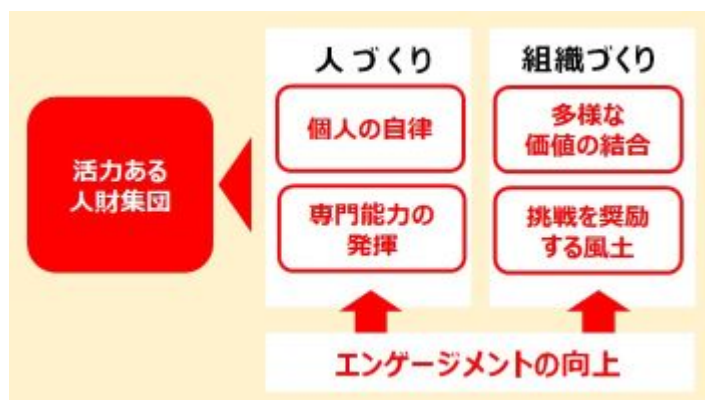 人づくり
組織づくり
活力ある
人財集団
個人の自律
専門能力の
発揮
多様な
価値の結合
挑戦を奨励
する風土
エンゲージメントの向上